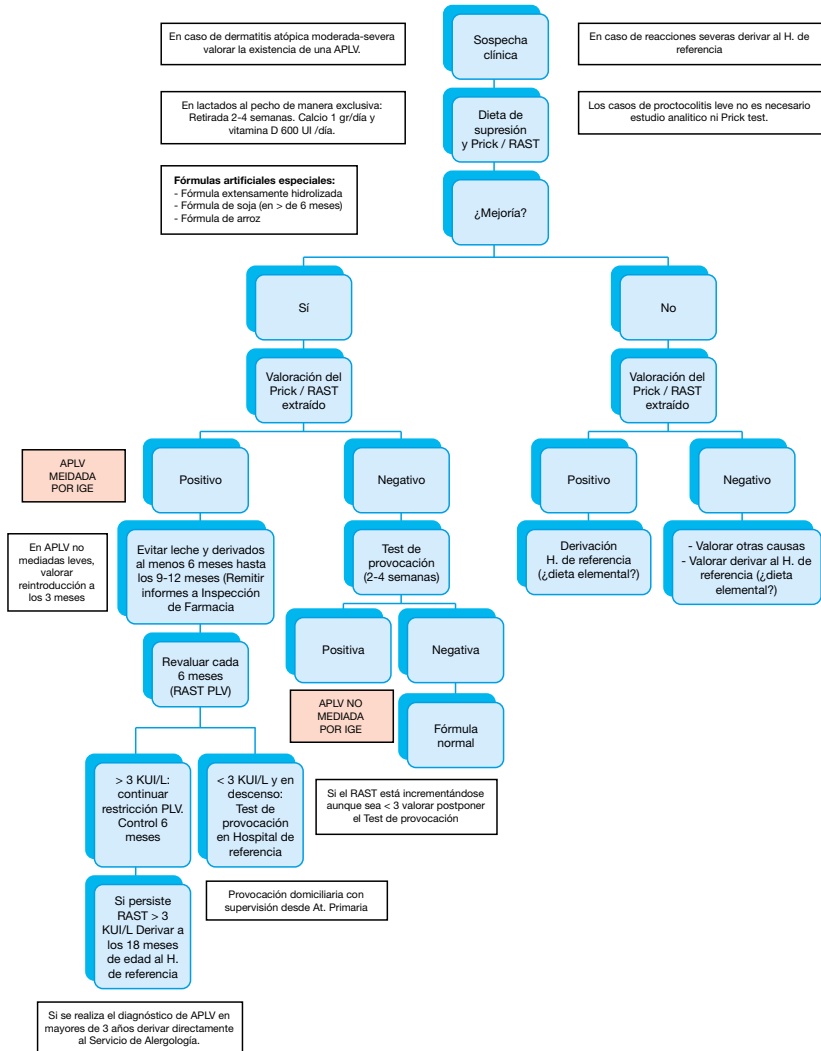 En caso de dermatitis atópica moderada-severa
valorar la existencia de una APLV.
Sospecha
clínica
En caso de reacciones severas derivar al H. de
referencia
En lactados al pecho de manera exclusiva:
Retirada 2-4 semanas. Calcio 1 gr/día y
vitamina D 600 UI /día.
Dieta de
supresión
y Prick / RAST
Los casos de proctocolitis leve no es necesario
estudio analitico ni Prick test.
Fórmulas artificiales especiales:
- Fórmula extensamente hidrolizada
- Fórmula de soja (en > de 6 meses)
- Fórmula de arroz
¿Mejoría?
Sí
No
Valoración del
Prick / RAST
extraído
Valoración del
Prick / RAST
extraído
APLV
MEIDADA
POR IGE
Positivo
Negativo
Positivo
Negativo
En APLV no
mediadas leves,
valorar
reintroducción a
los 3 meses
Evitar leche y derivados
al menos 6 meses hasta
los 9-12 meses (Remitir
informes a Inspección
de Farmacia
Test de
provocación
(2-4 semanas)
Derivación
H. de referencia
(¿dieta elemental?)
- Valorar otras causas
- Valorar derivar al H. de
referencia (¿dieta
elemental?)
Revaluar cada
6 meses
(RAST PLV)
Positiva
Negativa
APLV NO
MEDIADA
POR IGE
Fórmula
normal
> 3 KUI/L:
continuar
restricción PLV.
Control 6
meses
< 3 KUI/L y en
descenso:
Test de
provocación
en Hospital de
referencia
Si el RAST está incrementándose
aunque sea < 3 valorar postponer
el Test de provocación
Si persiste
RAST > 3
KUI/L Derivar a
los 18 meses
de edad al H.
de referencia
Provocación domiciliaria con
supervisión desde At. Primaria
Si se realiza el diagnóstico de APLV en
mayores de 3 años derivar directamente
al Servicio de Alergología.